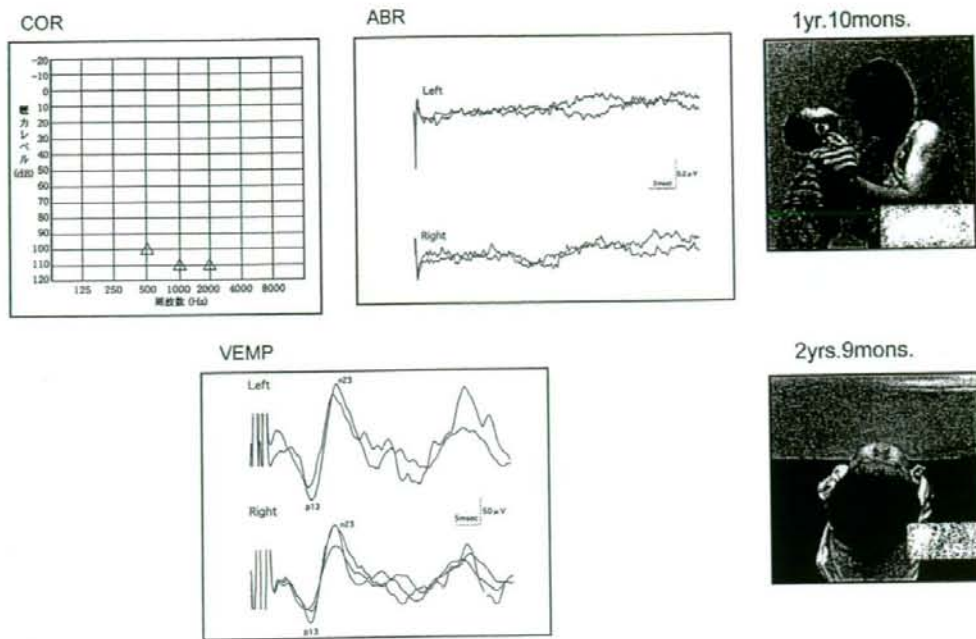 COR
-20
-10
0
10
20
30
40
50
60
70
80
90
100
110
120
聴力レベル
(dB)
125 250 500 1000 2000 4000 8000
周波数 (Hz)
ABR
Left
0.2μV
Right
1yr.10mons.
VEMP
Left
n23
p13
Right
n23
5msec
50μV
p13
2yrs.9mons.